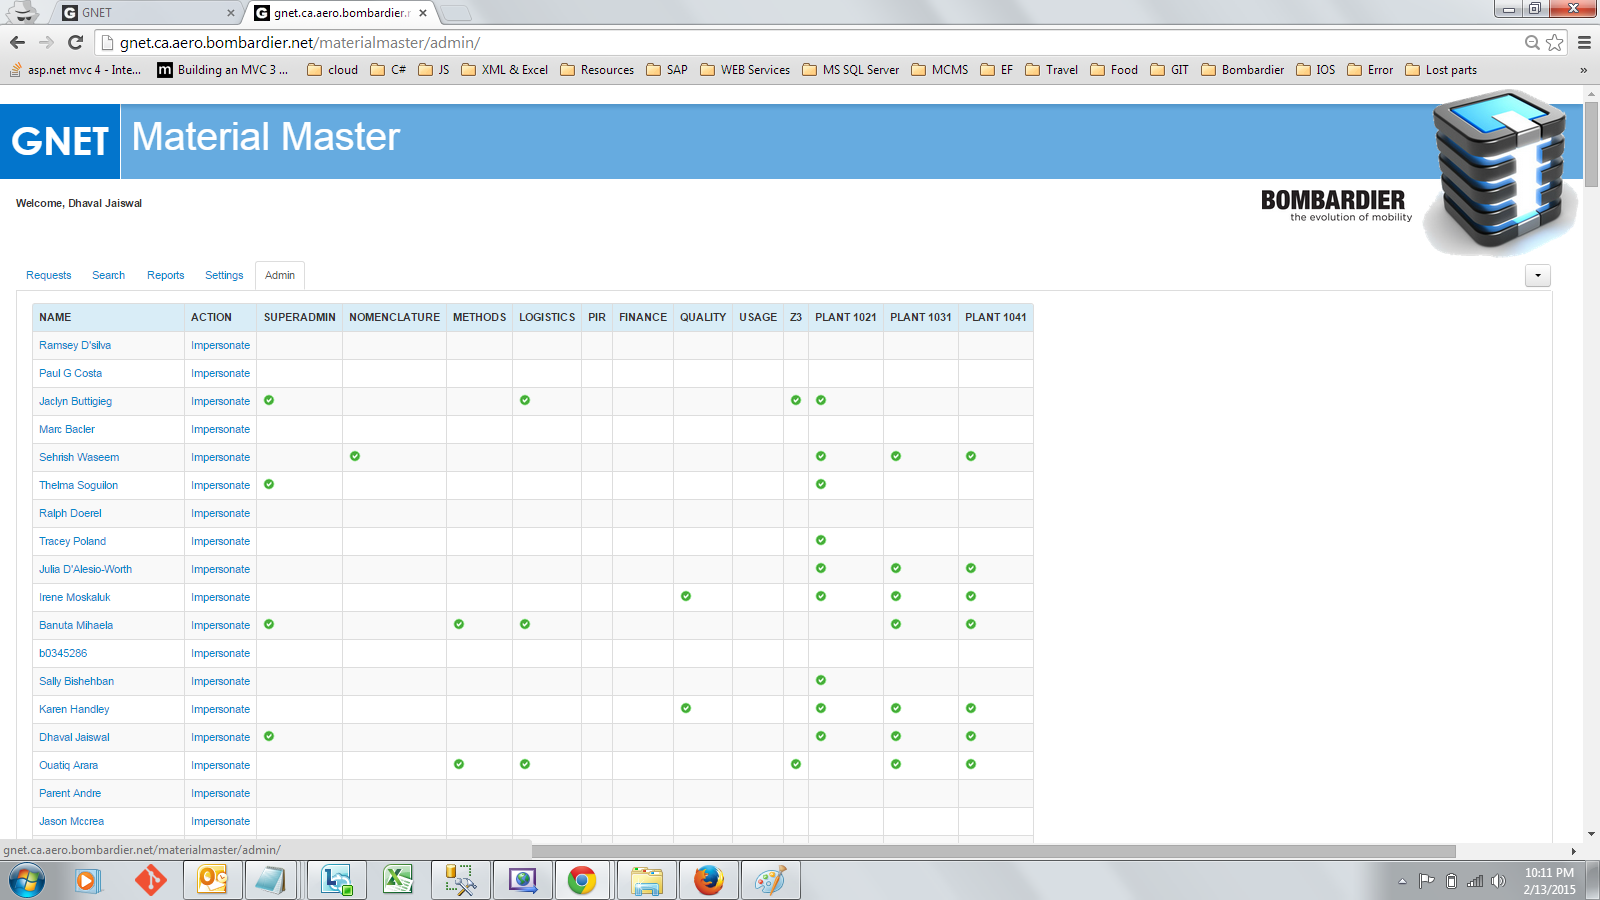 GNET
gnet.ca.aero.bombardier.r
gnet.ca.aero.bombardier.net/materialmaster/admin/
asp.net mvc 4 - Inte... Building an MVC 3 ... cloud C# JS XML & Excel Resources SAP WEB Services MS SQL Server MCMS EF Travel Food GIT Bombardier IOS Error Lost parts »
GNET Material Master
Welcome, Dhaval Jaiswal
BOMBARDIER
the evolution of mobility
Requests Search Reports Settings Admin
NAME ACTION SUPERADMIN NOMENCLATURE METHODS LOGISTICS PIR FINANCE QUALITY USAGE Z3 PLANT 1021 PLANT 1031 PLANT 1041
Ramsey D'silva Impersonate
Paul G Costa Impersonate
Jaclyn Buttigieg Impersonate
Marc Bacler Impersonate
Sehrish Waseem Impersonate
Thelma Soguilon Impersonate
Ralph Doerel Impersonate
Tracey Poland Impersonate
Julia D'Alesio-Worth Impersonate
Irene Moskaluk Impersonate
Banuta Mihaela Impersonate
b0345286 Impersonate
Sally Bishehban Impersonate
Karen Handley Impersonate
Dhaval Jaiswal Impersonate
Ouatiq Arara Impersonate
Parent Andre Impersonate
Jason Mccrea Impersonate
gnet.ca.aero.bombardier.net/materialmaster/admin/
10:11 PM
2/13/2015